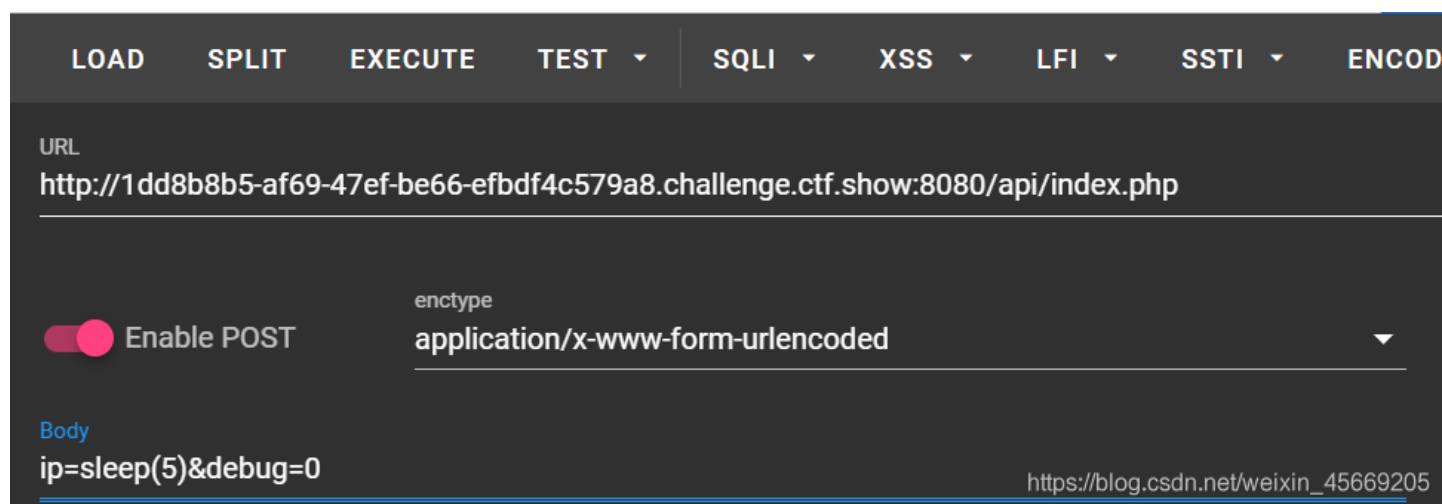 LOAD SPLIT EXECUTE TEST SQLI XSS LFI SSTI ENCOD
URL
http://1dd8b8b5-af69-47ef-be66-efbdf4c579a8.challenge.ctf.show:8080/api/index.php
enctype
Enable POST application/x-www-form-urlencoded
Body
ip=sleep(5)&debug=0
https://blog.csdn.net/weixin_45669205